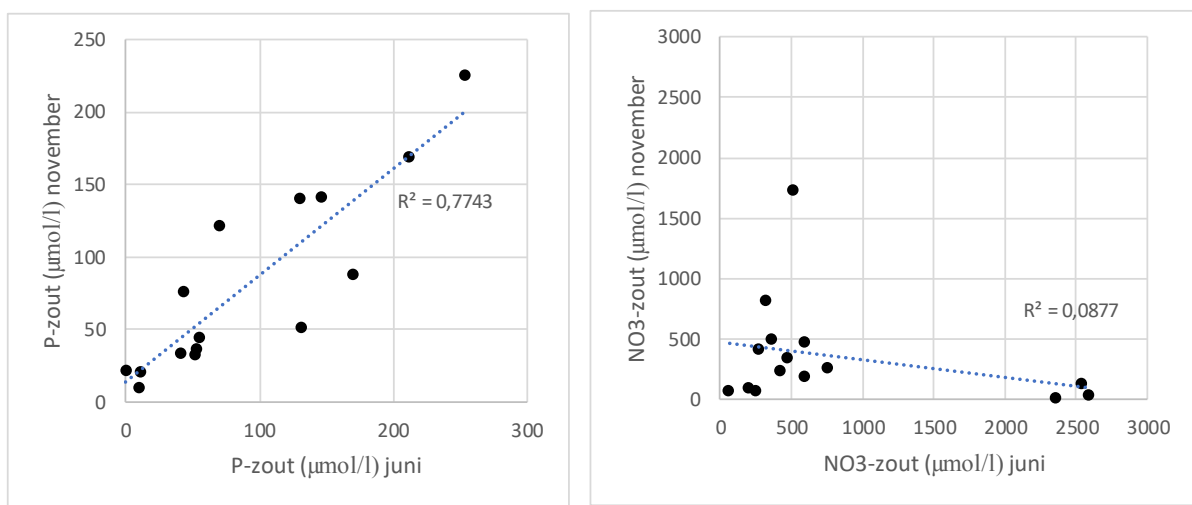 250
200
150
100
50
0
0 100 200 300
P-zout (μmol/l) november
P-zout (μmol/l) juni
R² = 0,7743
3000
2500
2000
1500
1000
500
0
0 500 1000 1500 2000 2500 3000
NO3-zout (μmol/l) november
NO3-zout (μmol/l) juni
R² = 0,0877